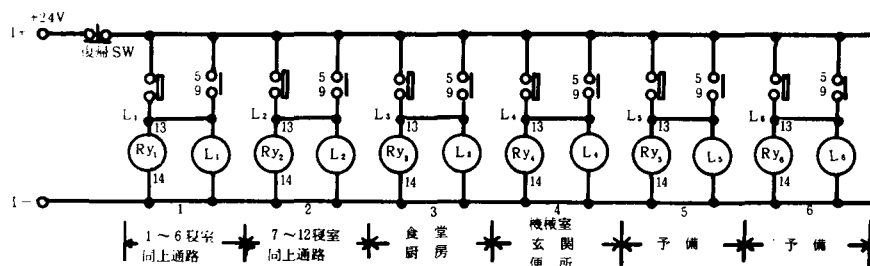 +24V
I+
復帰SW
5 5 5 5 5 5
9 9 9 9 9 9
L1 L2 L3 L4 L5 L6
13 13 13 13 13 13
Ry1 L1 Ry2 L2 Ry3 L3 Ry4 L4 Ry5 L5 Ry6 L6
14 14 14 14 14 14
I-
1 2 3 4 5 6
1～6寝室 7～12寝室 食堂 機械室 予備 予備
同上通路 同上通路 厨房 玄関
便所